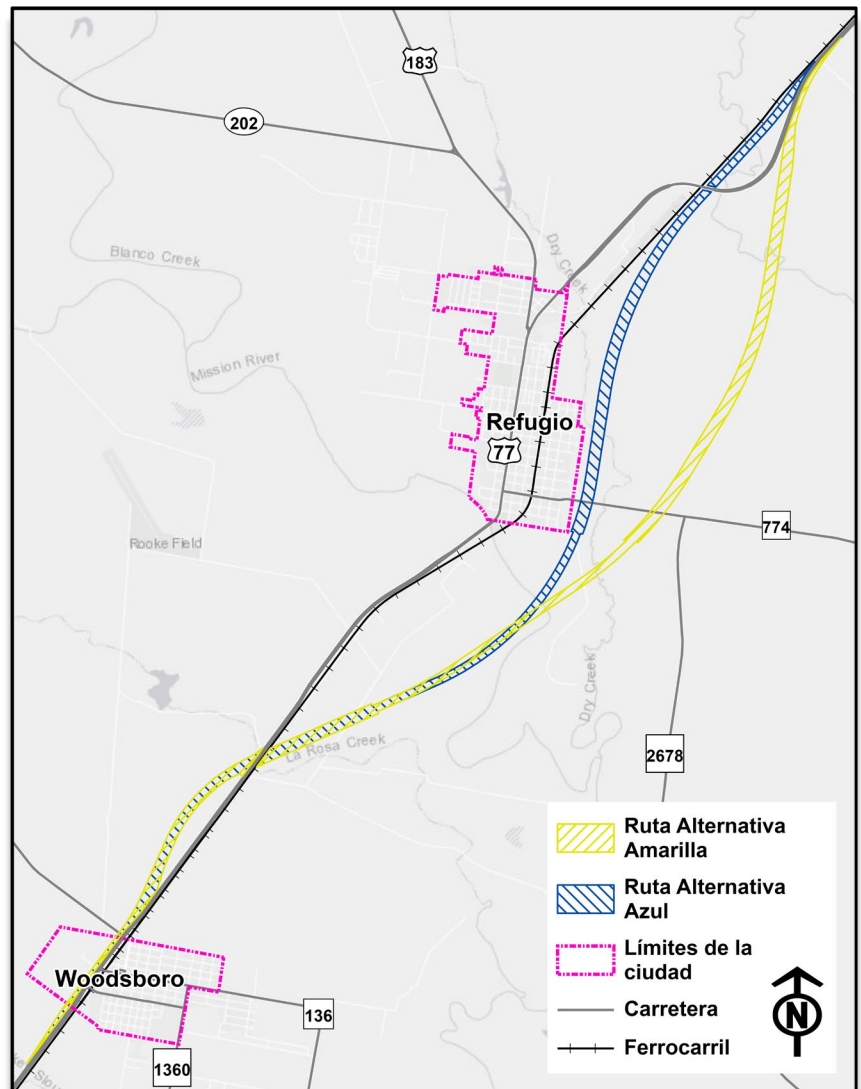 183
202
Blanco Creek
Dry Creek
Mission River
Refugio
77
774
Rooke Field
Dry Creek
La Rosa Creek
2678
Woodsboro
136
1360
Ruta Alternativa
Amarilla
Ruta Alternativa
Azul
Límites de la
ciudad
Carretera
Ferrocarril
N